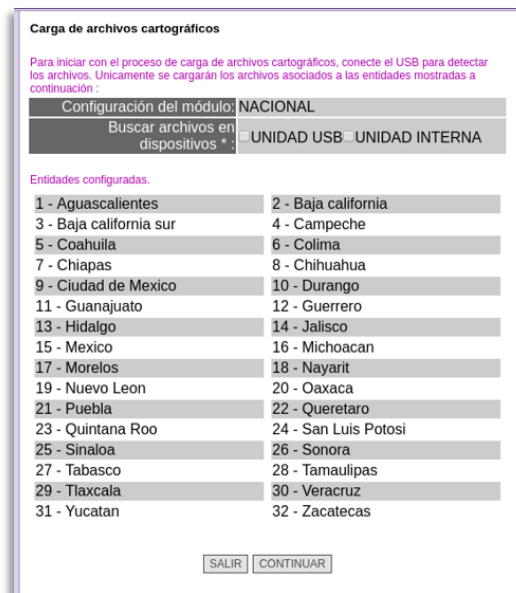 Carga de archivos cartográficos
Para iniciar con el proceso de carga de archivos cartográficos, conecte el USB para detectar
los archivos. Unicamente se cargarán los archivos asociados a las entidades mostradas a
continuación :
Configuración del módulo: NACIONAL
Buscar archivos en
dispositivos * : UNIDAD USB UNIDAD INTERNA
Entidades configuradas.
1 - Aguascalientes 2 - Baja california
3 - Baja california sur 4 - Campeche
5 - Coahuila 6 - Colima
7 - Chiapas 8 - Chihuahua
9 - Ciudad de Mexico 10 - Durango
11 - Guanajuato 12 - Guerrero
13 - Hidalgo 14 - Jalisco
15 - Mexico 16 - Michoacan
17 - Morelos 18 - Nayarit
19 - Nuevo Leon 20 - Oaxaca
21 - Puebla 22 - Queretaro
23 - Quintana Roo 24 - San Luis Potosi
25 - Sinaloa 26 - Sonora
27 - Tabasco 28 - Tamaulipas
29 - Tlaxcala 30 - Veracruz
31 - Yucatan 32 - Zacatecas
SALIR CONTINUAR